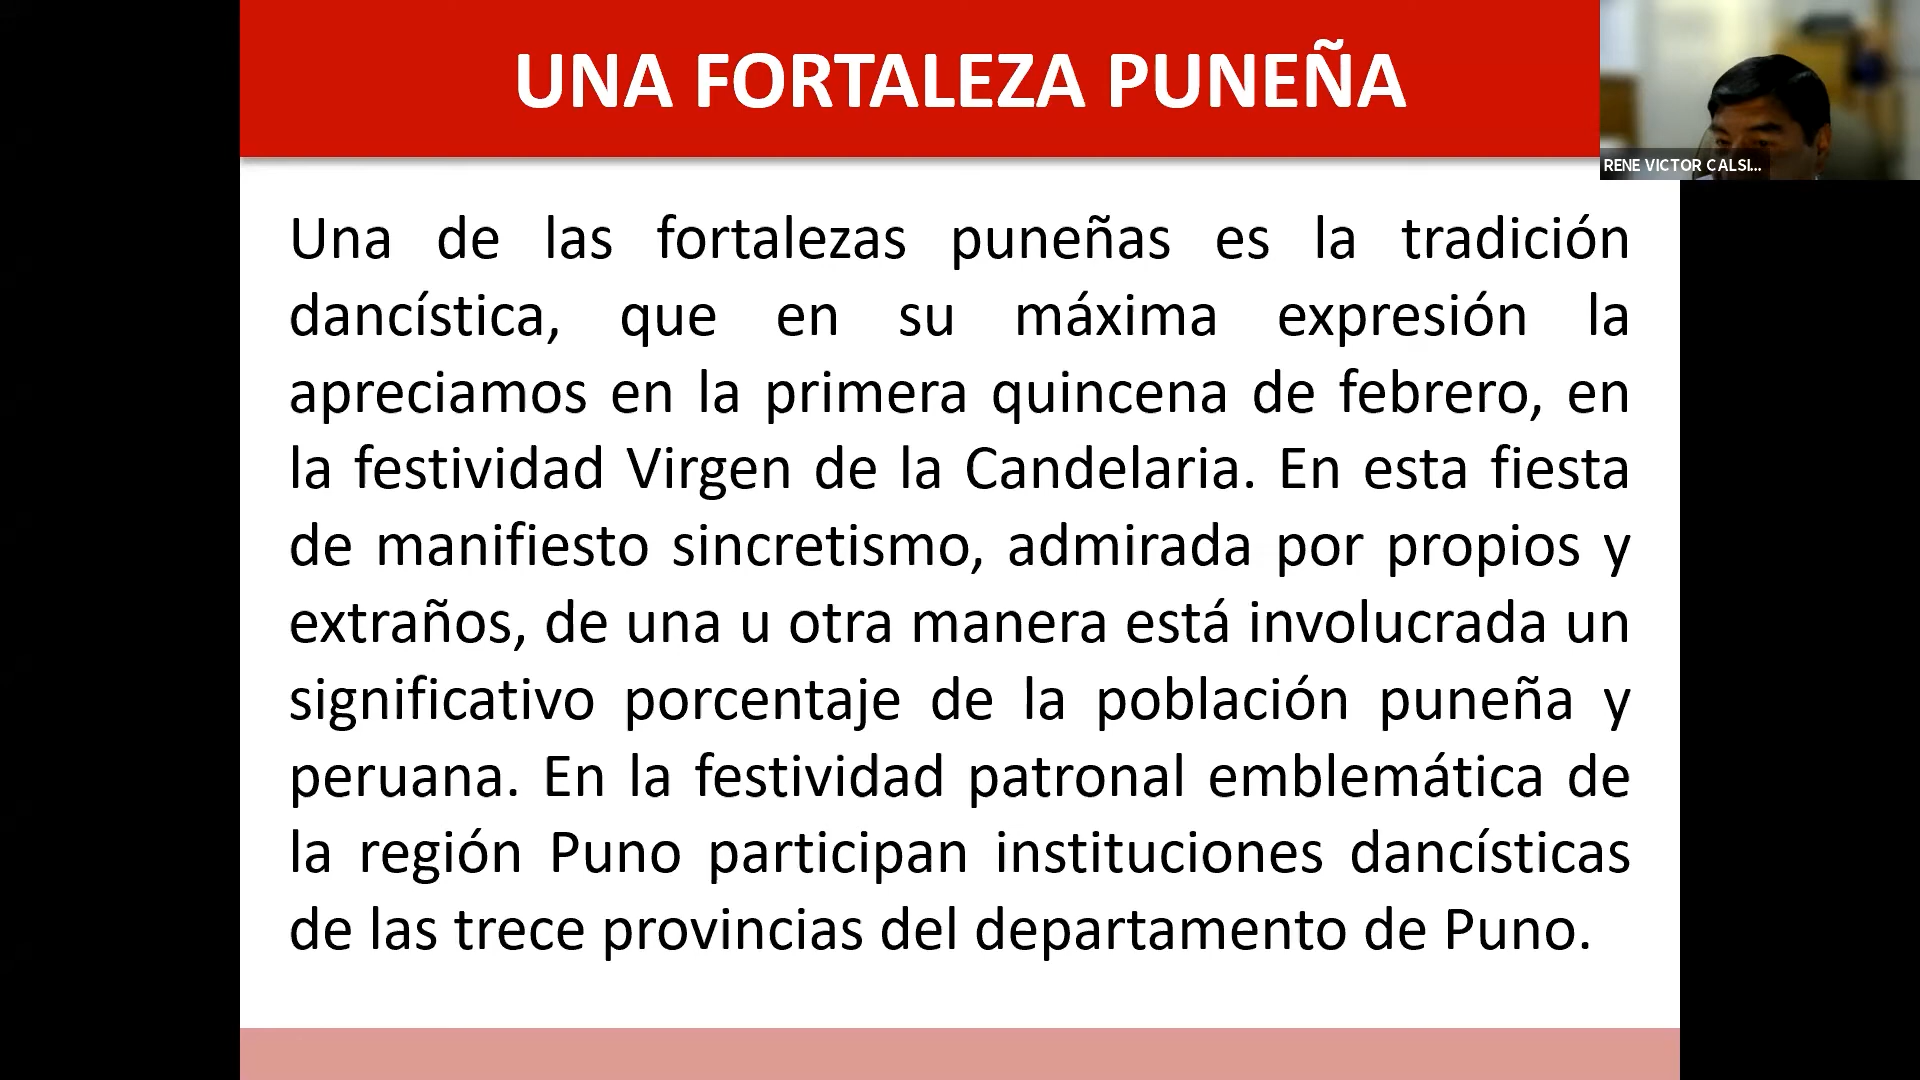 UNA FORTALEZA PUNEÑA
RENE VICTOR CALSI...
Una de las fortalezas puneñas es la tradición
dancística, que en su máxima expresión la
apreciamos en la primera quincena de febrero, en
la festividad Virgen de la Candelaria. En esta fiesta
de manifiesto sincretismo, admirada por propios y
extraños, de una u otra manera está involucrada un
significativo porcentaje de la población puneña y
peruana. En la festividad patronal emblemática de
la región Puno participan instituciones dancísticas
de las trece provincias del departamento de Puno.